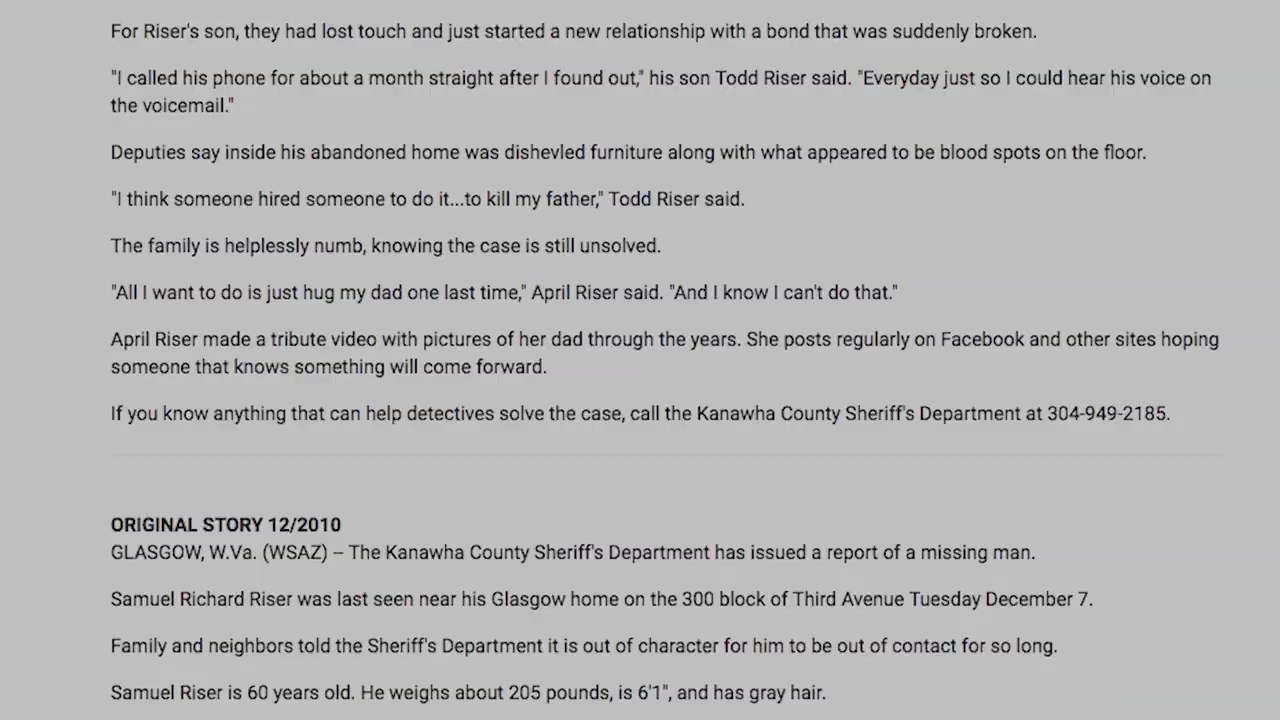 For Riser's son, they had lost touch and just started a new relationship with a bond that was suddenly broken.
"I called his phone for about a month straight after I found out," his son Todd Riser said. "Everyday just so I could hear his voice on
the voicemail."
Deputies say inside his abandoned home was dishevled furniture along with what appeared to be blood spots on the floor.
"I think someone hired someone to do it...to kill my father," Todd Riser said.
The family is helplessly numb, knowing the case is still unsolved.
"All I want to do is just hug my dad one last time," April Riser said. "And I know I can't do that."
April Riser made a tribute video with pictures of her dad through the years. She posts regularly on Facebook and other sites hoping
someone that knows something will come forward.
If you know anything that can help detectives solve the case, call the Kanawha County Sheriff's Department at 304-949-2185.
ORIGINAL STORY 12/2010
GLASGOW, W.Va. (WSAZ) -- The Kanawha County Sheriff's Department has issued a report of a missing man.
Samuel Richard Riser was last seen near his Glasgow home on the 300 block of Third Avenue Tuesday December 7.
Family and neighbors told the Sheriff's Department it is out of character for him to be out of contact for so long.
Samuel Riser is 60 years old. He weighs about 205 pounds, is 6'1", and has gray hair.